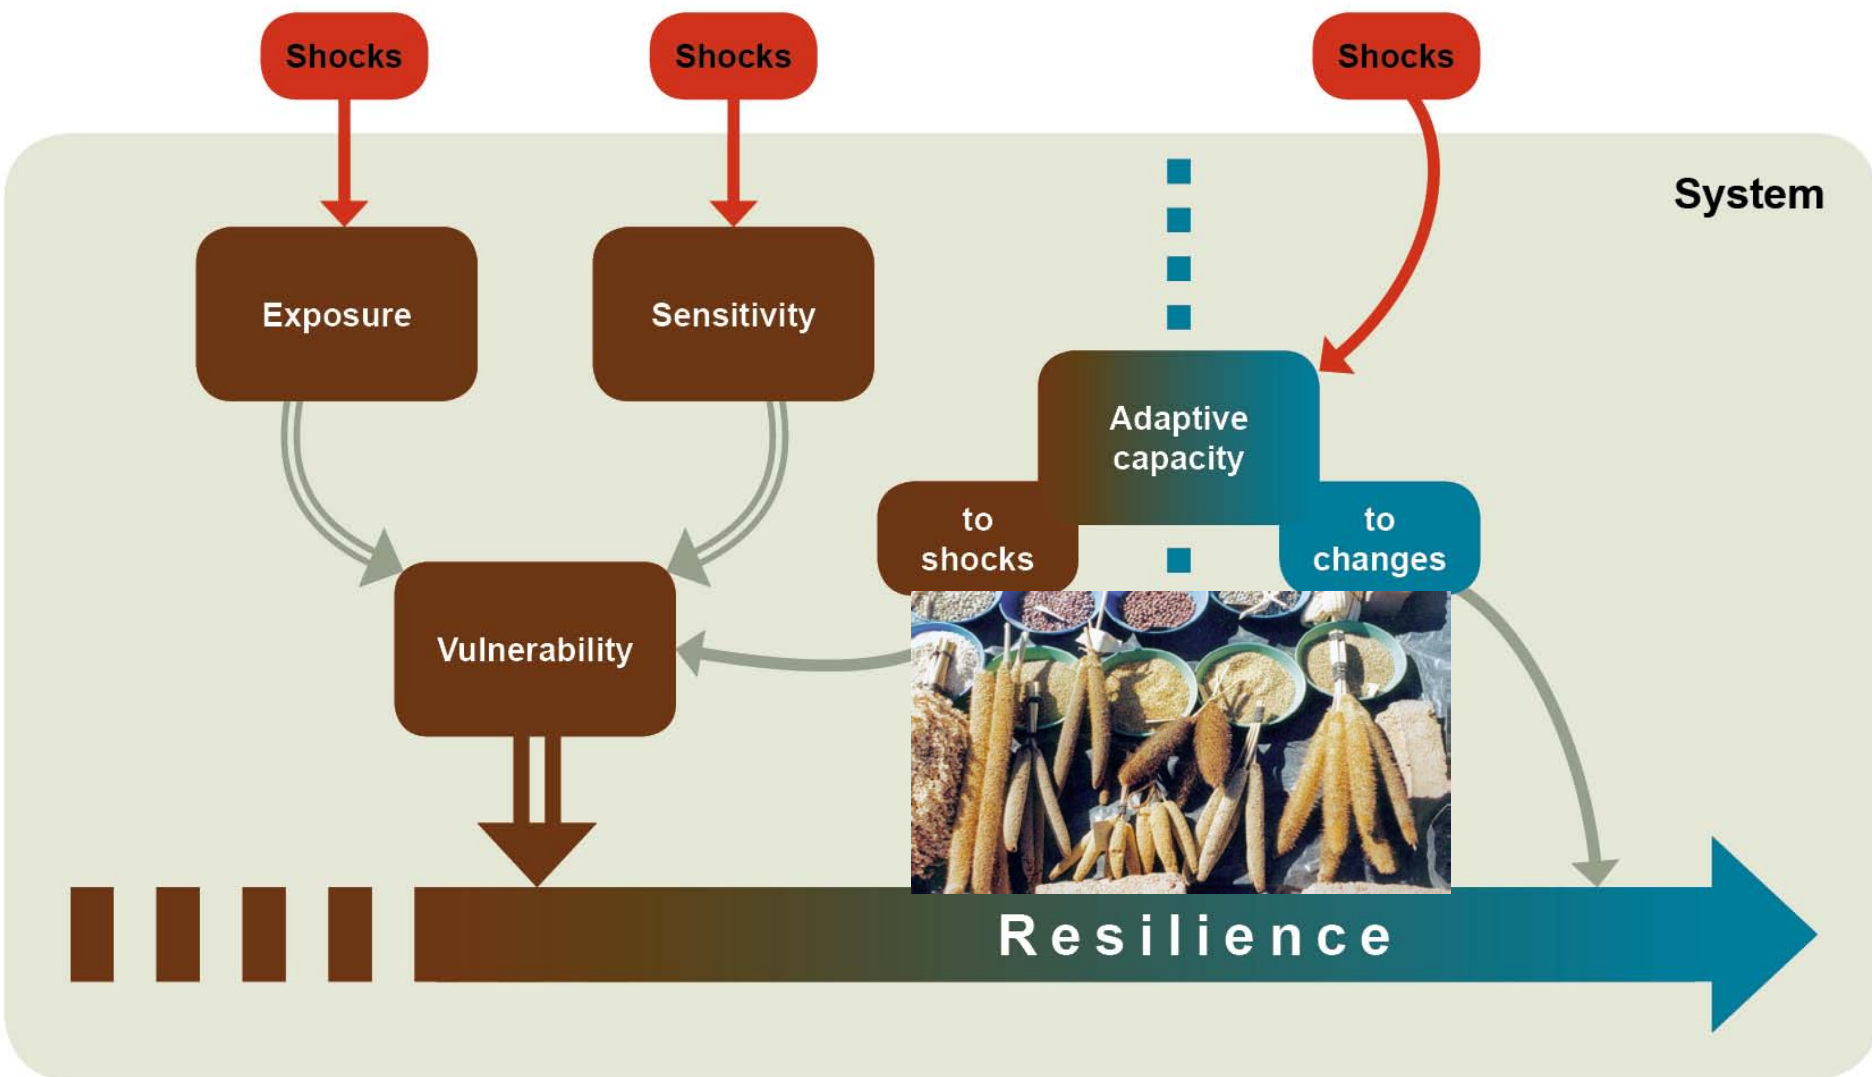 Shocks
Shocks
Shocks
System
Exposure
Sensitivity
Adaptive
capacity
to
shocks
to
changes
Vulnerability
Resilience